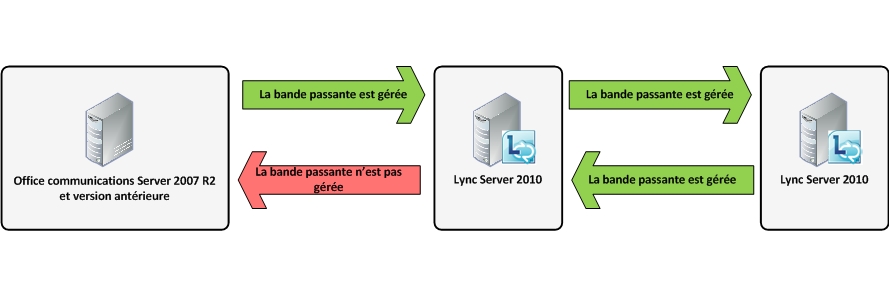 La bande passante est gérée
La bande passante est gérée
La bande passante n'est pas
gérée
La bande passante est gérée
Office communications Server 2007 R2
et version antérieure
Lync Server 2010
Lync Server 2010